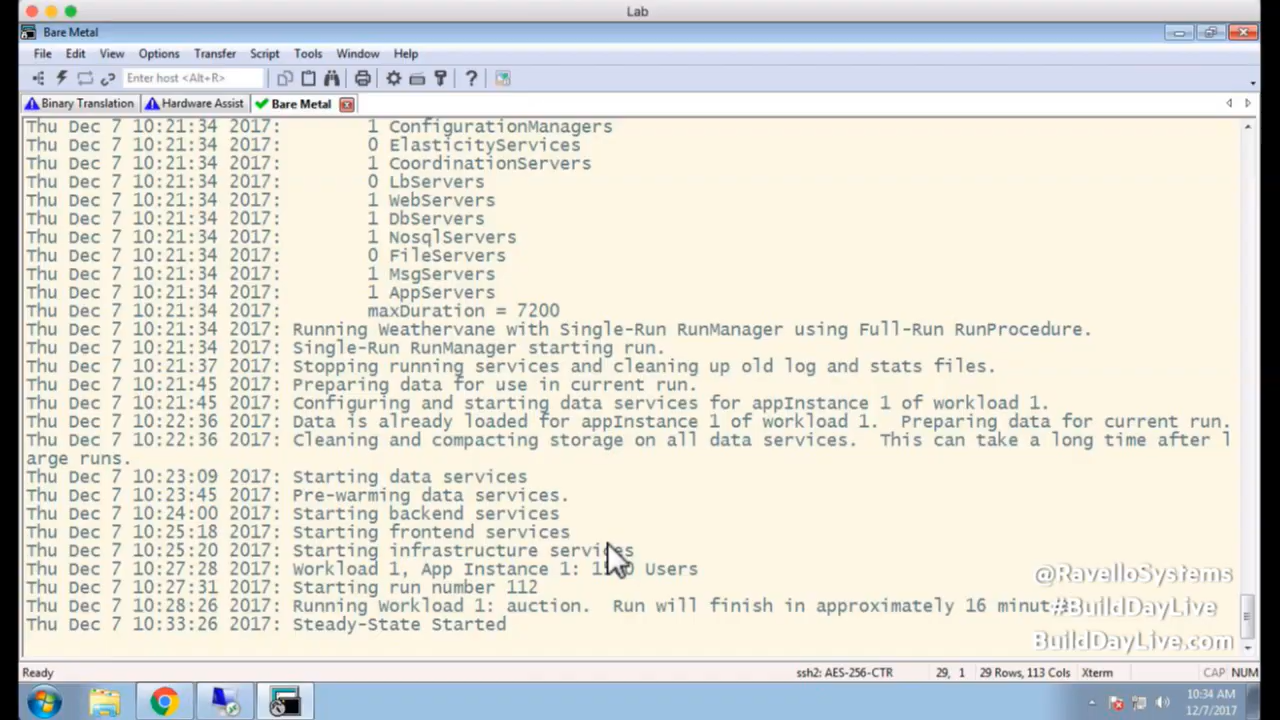 Lab
Bare Metal
File Edit View Options Transfer Script Tools Window Help
Enter host <Alt+R>
Binary Translation Hardware Assist Bare Metal
Thu Dec 7 10:21:34 2017: 1 ConfigurationManagers
Thu Dec 7 10:21:34 2017: 0 ElasticityServices
Thu Dec 7 10:21:34 2017: 1 CoordinationServers
Thu Dec 7 10:21:34 2017: 0 LbServers
Thu Dec 7 10:21:34 2017: 1 WebServers
Thu Dec 7 10:21:34 2017: 1 DbServers
Thu Dec 7 10:21:34 2017: 1 NosqlServers
Thu Dec 7 10:21:34 2017: 0 FileServers
Thu Dec 7 10:21:34 2017: 1 MsgServers
Thu Dec 7 10:21:34 2017: 1 AppServers
Thu Dec 7 10:21:34 2017: maxDuration = 7200
Thu Dec 7 10:21:34 2017: Running Weathervane with Single-Run RunManager using Full-Run RunProcedure.
Thu Dec 7 10:21:34 2017: Single-Run RunManager starting run.
Thu Dec 7 10:21:37 2017: Stopping running services and cleaning up old log and stats files.
Thu Dec 7 10:21:45 2017: Preparing data for use in current run.
Thu Dec 7 10:21:45 2017: Configuring and starting data services for appInstance 1 of workload 1.
Thu Dec 7 10:22:36 2017: Data is already loaded for appInstance 1 of workload 1. Preparing data for current run.
Thu Dec 7 10:22:36 2017: Cleaning and compacting storage on all data services. This can take a long time after l
arge runs.
Thu Dec 7 10:23:09 2017: Starting data services
Thu Dec 7 10:23:45 2017: Pre-warming data services.
Thu Dec 7 10:24:00 2017: Starting backend services
Thu Dec 7 10:25:18 2017: Starting frontend services
Thu Dec 7 10:25:20 2017: Starting infrastructure services
Thu Dec 7 10:27:28 2017: Workload 1, App Instance 1: Users
Thu Dec 7 10:27:31 2017: Starting run number 112
Thu Dec 7 10:28:26 2017: Running Workload 1: auction. Run will finish in approximately 16 minutes
Thu Dec 7 10:33:26 2017: Steady-State Started
@RavelloSystems
#BuildDayLive
BuildDayLive.com
Ready ssh2: AES-256-CTR 29, 1 29 Rows, 113 Cols Xterm CAP NUM
10:34 AM
12/7/2017